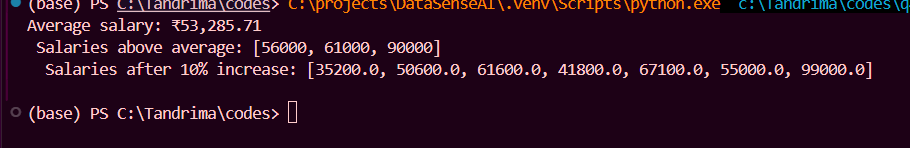 (base) PS C:\Tandrima\codes> C:\projects\DataSenseAI\.venv\Scripts\python.exe c:\Tandrima\codes\q
Average salary: ₹53,285.71
Salaries above average: [56000, 61000, 90000]
Salaries after 10% increase: [35200.0, 50600.0, 61600.0, 41800.0, 67100.0, 55000.0, 99000.0]
(base) PS C:\Tandrima\codes>